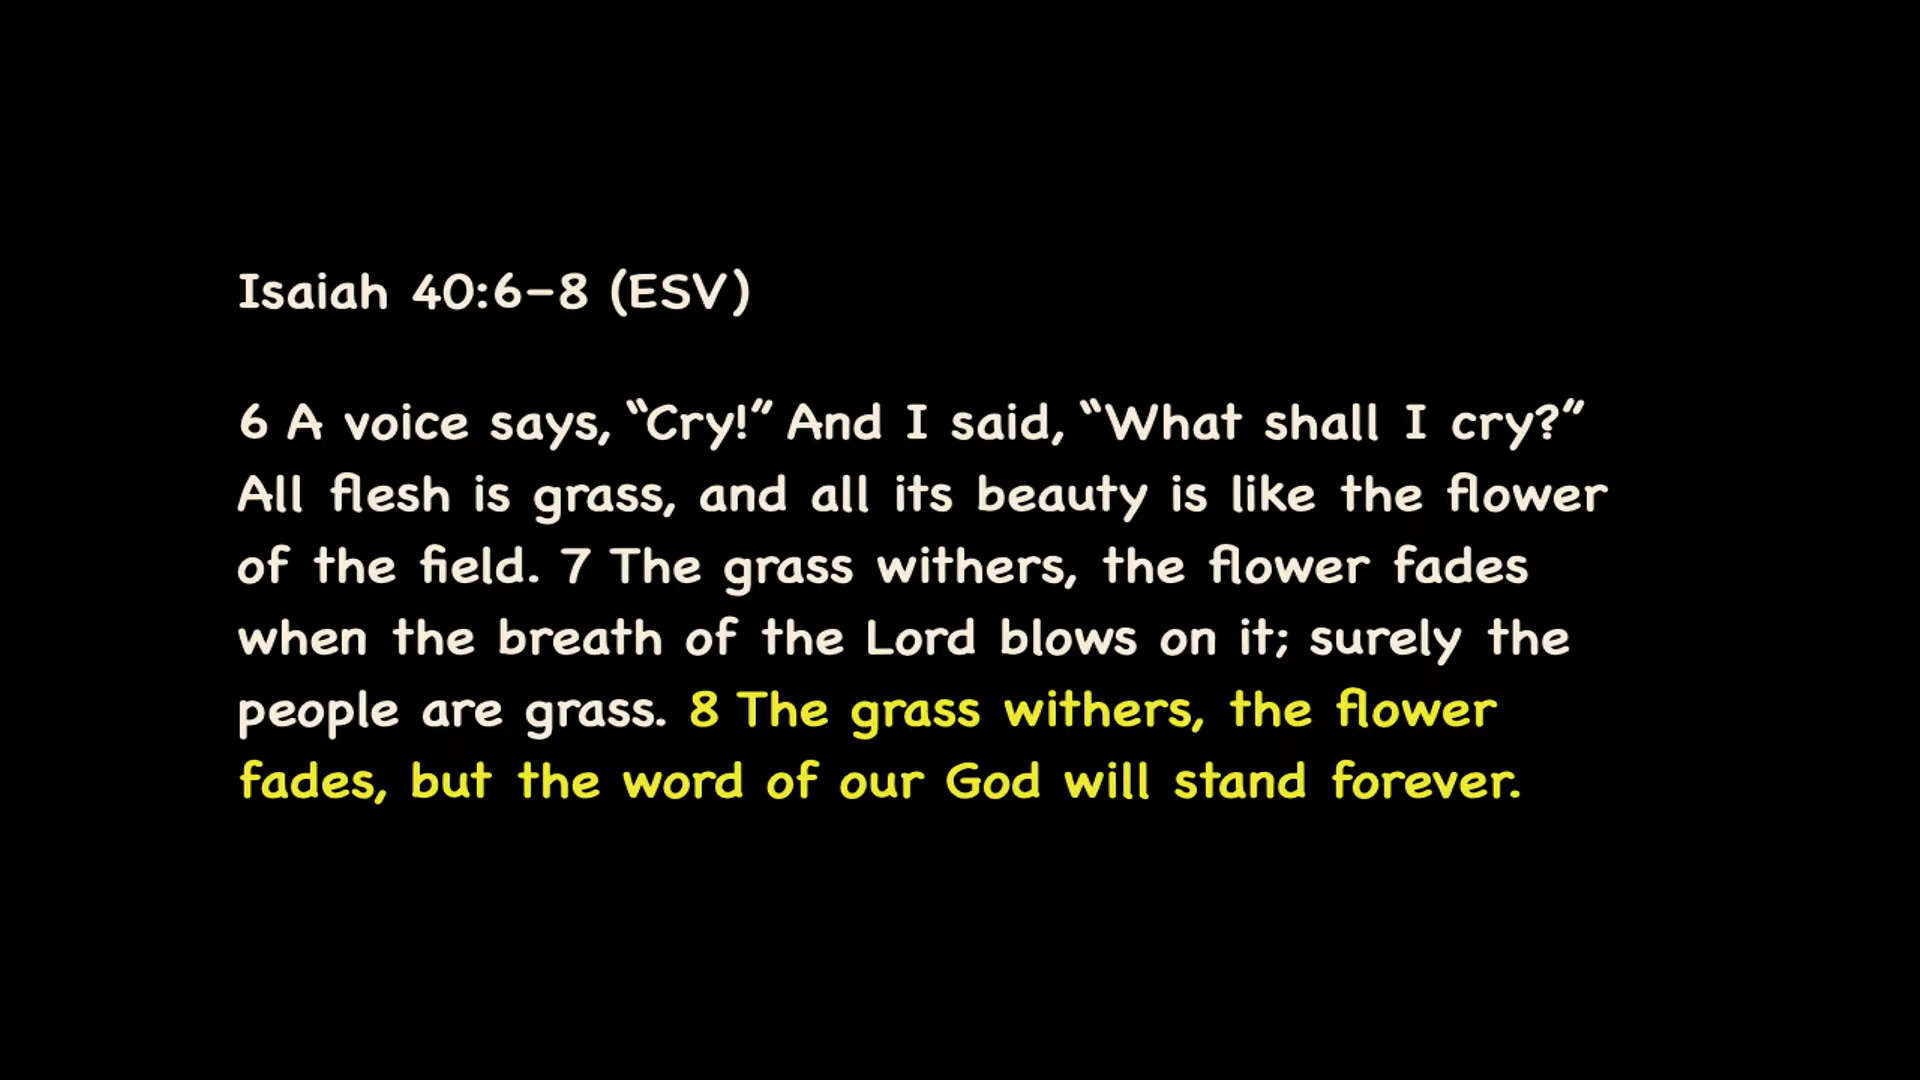 Isaiah 40:6–8 (ESV)
6 A voice says, “Cry!” And I said, “What shall I cry?”
All flesh is grass, and all its beauty is like the flower
of the field. 7 The grass withers, the flower fades
when the breath of the Lord blows on it; surely the
people are grass. 8 The grass withers, the flower
fades, but the word of our God will stand forever.